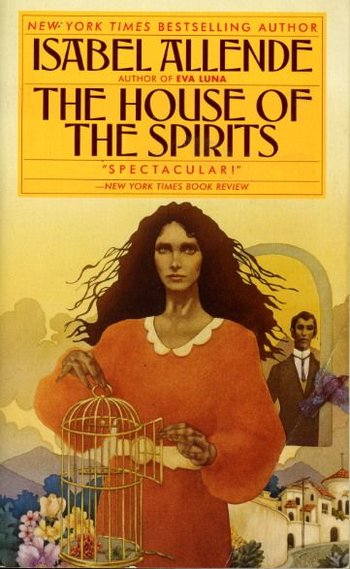 NEW YORK TIMES BESTSELLING AUTHOR
ISABEL ALLENDE
AUTHOR OF EVA LUNA
THE HOUSE OF
THE SPIRITS
"SPECTACULAR!"
—NEW YORK TIMES BOOK REVIEW